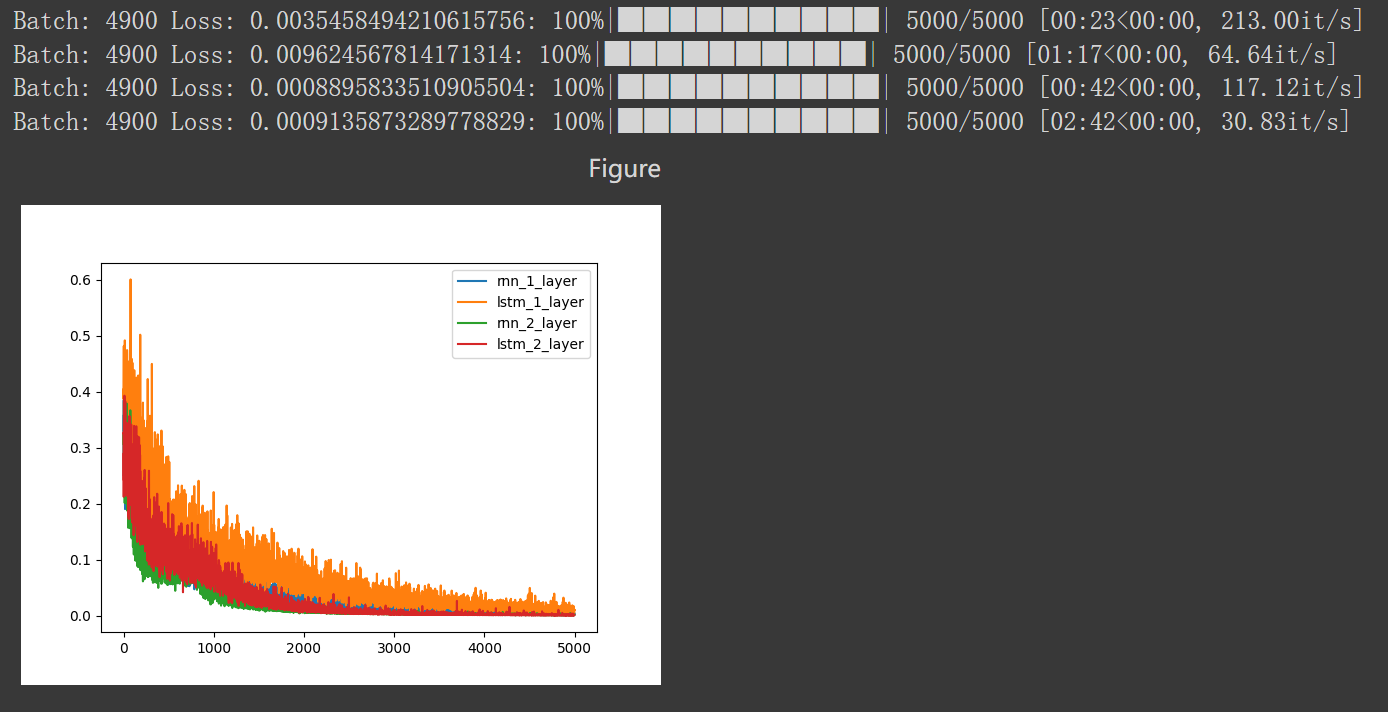 Batch: 4900 Loss: 0.0035458494210615756: 100%|██████████| 5000/5000 [00:23<00:00, 213.00it/s]
Batch: 4900 Loss: 0.009624567814171314: 100%|██████████| 5000/5000 [01:17<00:00, 64.64it/s]
Batch: 4900 Loss: 0.0008895833510905504: 100%|██████████| 5000/5000 [00:42<00:00, 117.12it/s]
Batch: 4900 Loss: 0.0009135873289778829: 100%|██████████| 5000/5000 [02:42<00:00, 30.83it/s]
Figure
rnn_1_layer
lstm_1_layer
rnn_2_layer
lstm_2_layer
0.6
0.5
0.4
0.3
0.2
0.1
0.0
0 1000 2000 3000 4000 5000